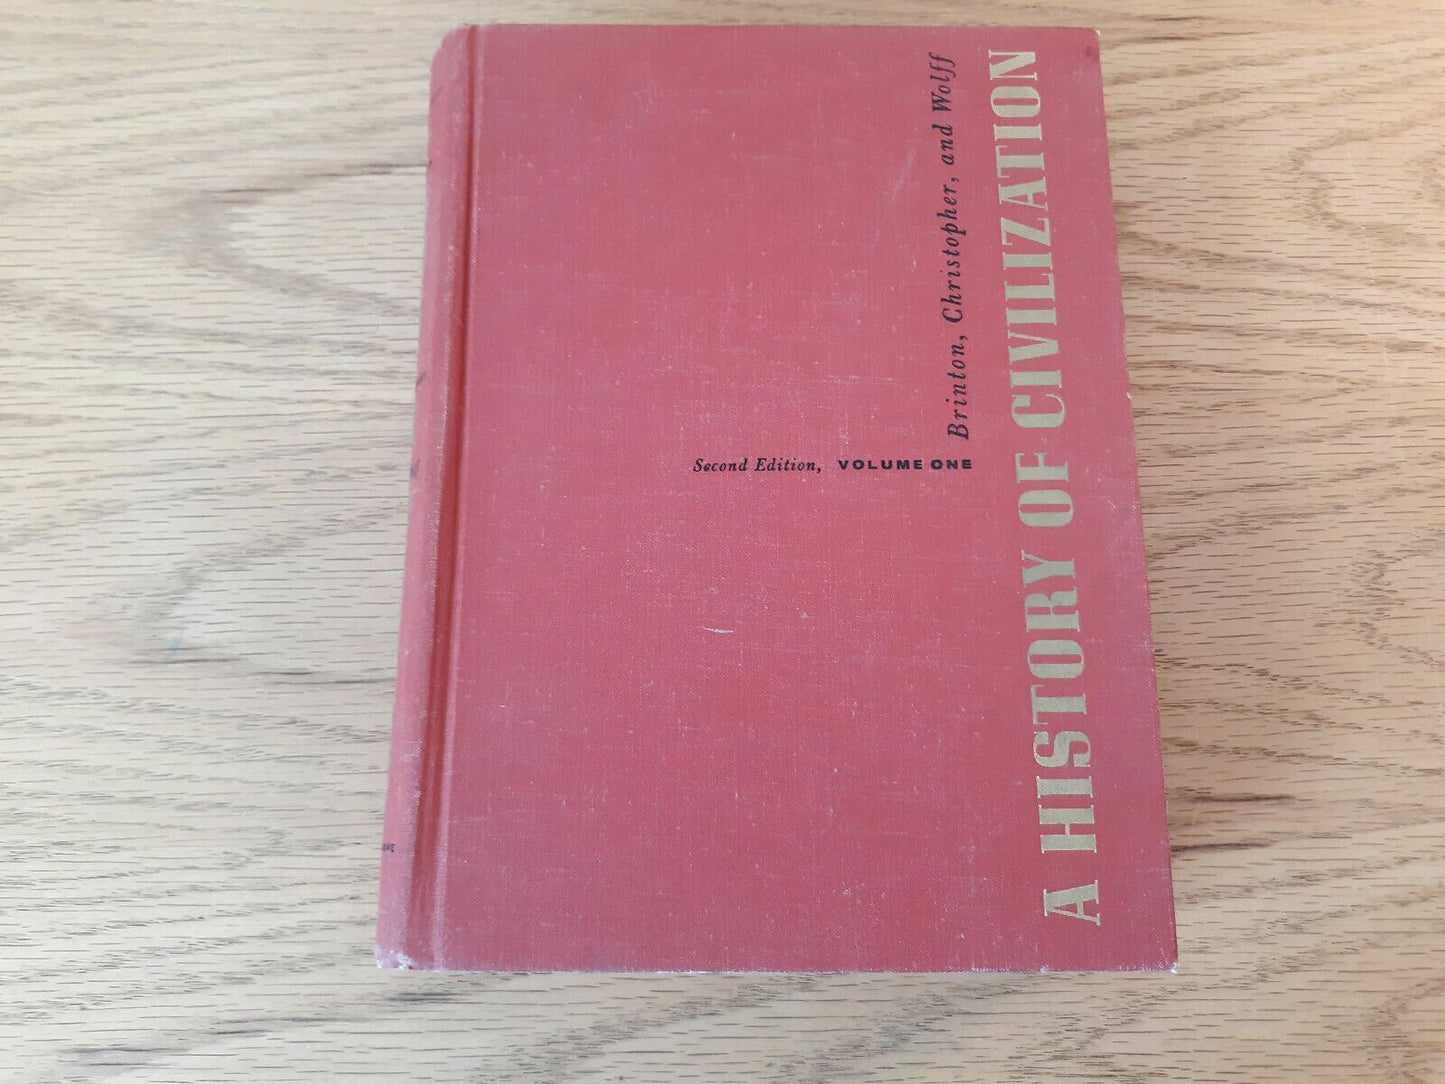 A HISTORY OF CIVILIZATION
Brinton, Christopher, and Wolff
Second Edition, VOLUME ONE